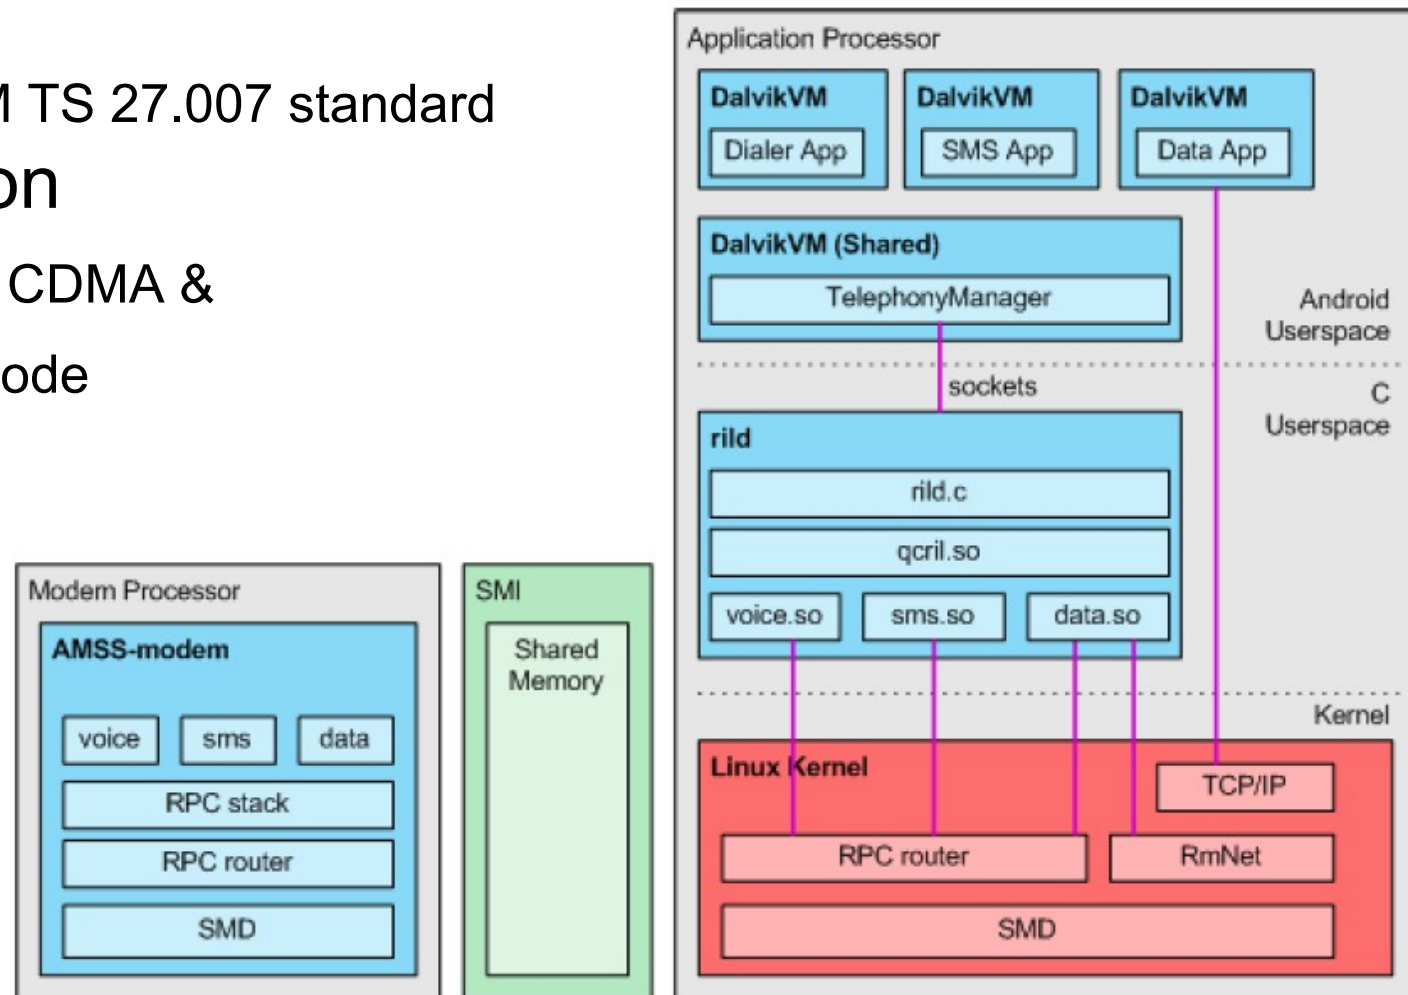 M TS 27.007 standard
on
CDMA &
ode
Application Processor
DalvikVM
Dialer App
DalvikVM
SMS App
DalvikVM
Data App
DalvikVM (Shared)
TelephonyManager
Android
Userspace
sockets
C
Userspace
rild
rild.c
qcril.so
voice.so
sms.so
data.so
Kernel
Linux Kernel
TCP/IP
RPC router
RmNet
SMD
Modem Processor
AMSS-modem
voice
sms
data
RPC stack
RPC router
SMD
SMI
Shared
Memory